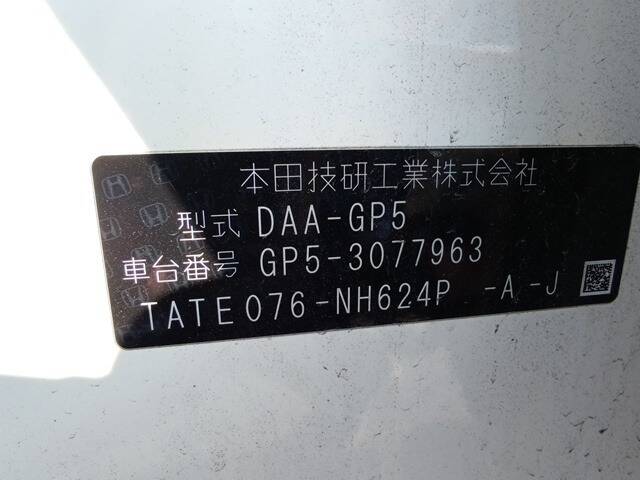 本田技研工業株式会社
型式 DAA-GP5
車台番号 GP5-3077963
TATE076-NH624P -A-J